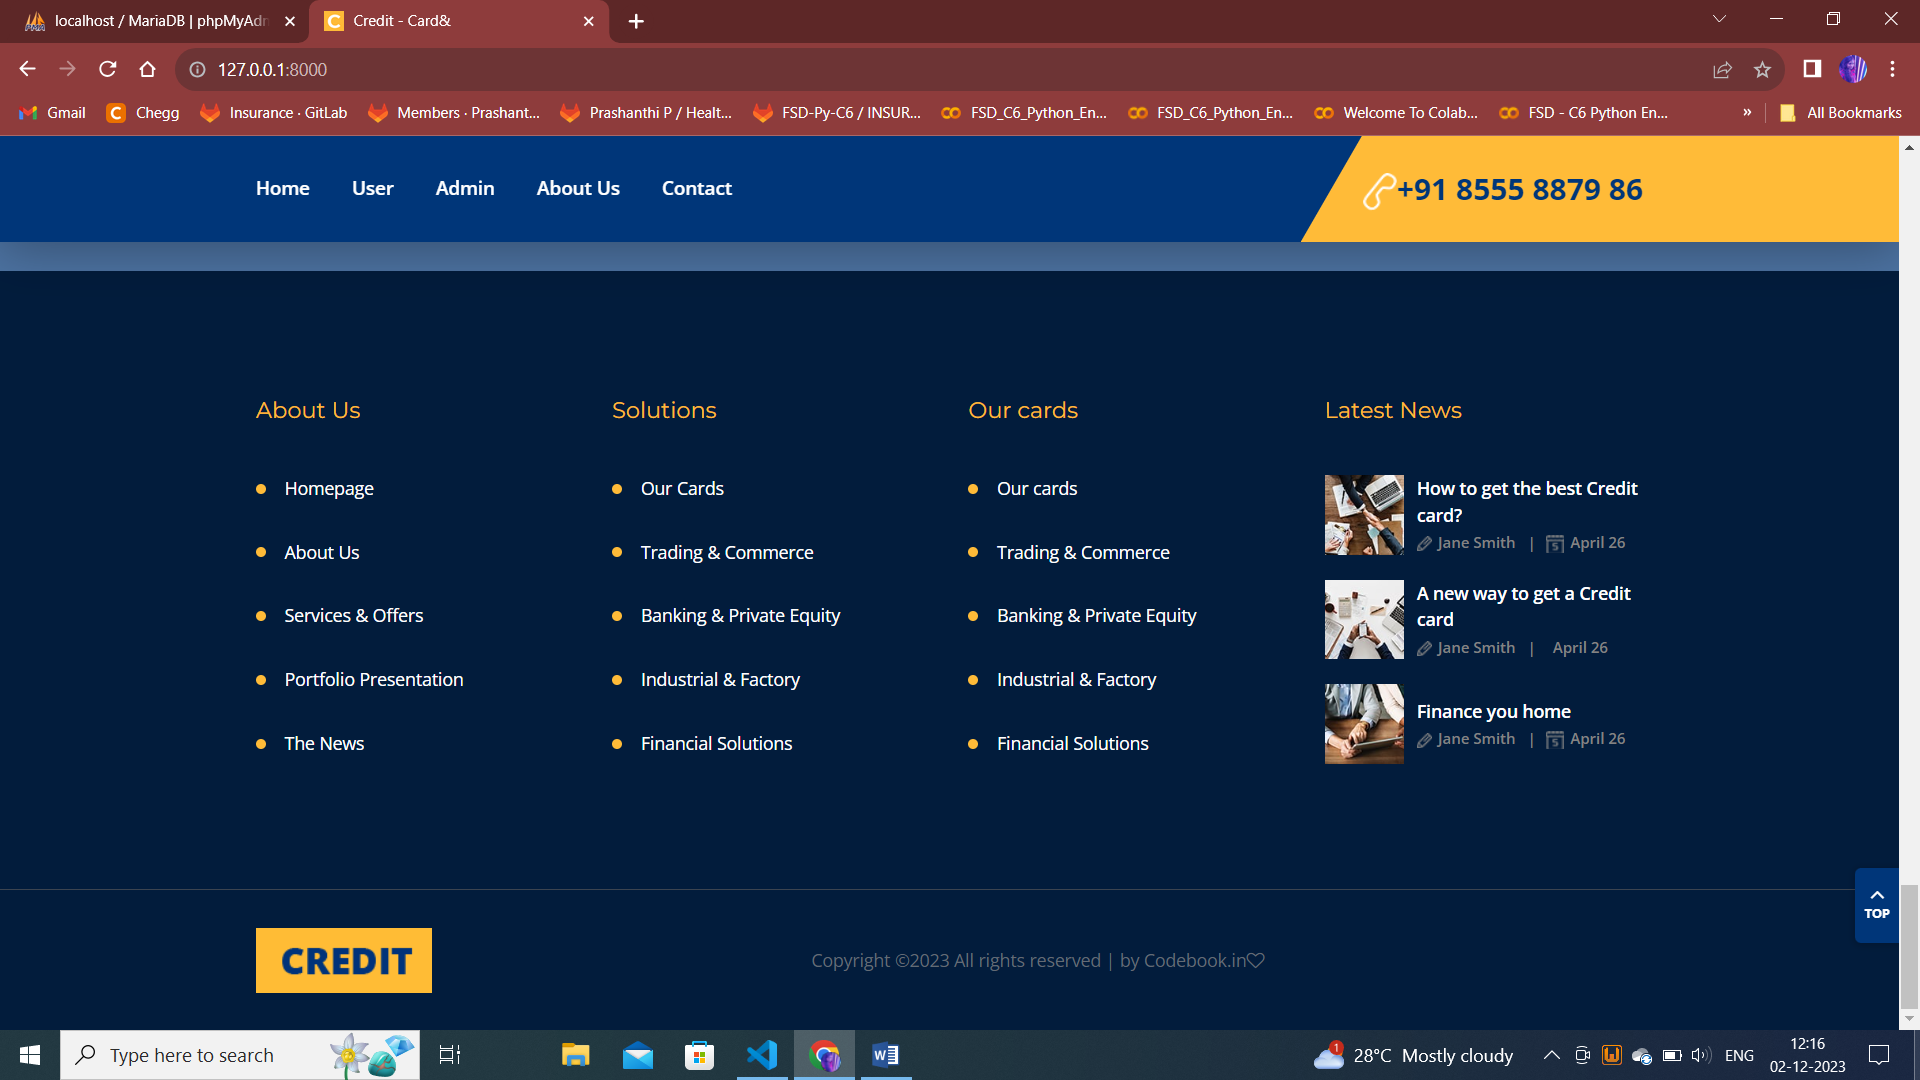 localhost / MariaDB | phpMyAdn
Credit - Card&
127.0.0.1:8000
Gmail
Chegg
Insurance · GitLab
Members · Prashant...
Prashanthi P / Healt...
FSD-Py-C6 / INSUR...
FSD_C6_Python_En...
FSD_C6_Python_En...
Welcome To Colab...
FSD - C6 Python En...
»
All Bookmarks
Home
User
Admin
About Us
Contact
+91 8555 8879 86
About Us
Homepage
About Us
Services & Offers
Portfolio Presentation
The News
Solutions
Our Cards
Trading & Commerce
Banking & Private Equity
Industrial & Factory
Financial Solutions
Our cards
Our cards
Trading & Commerce
Banking & Private Equity
Industrial & Factory
Financial Solutions
Latest News
How to get the best Credit
card?
Jane Smith | April 26
A new way to get a Credit
card
Jane Smith | April 26
Finance you home
Jane Smith | April 26
TOP
CREDIT
Copyright ©2023 All rights reserved | by Codebook.in♡
Type here to search
1
28°C Mostly cloudy
ENG
12:16
02-12-2023